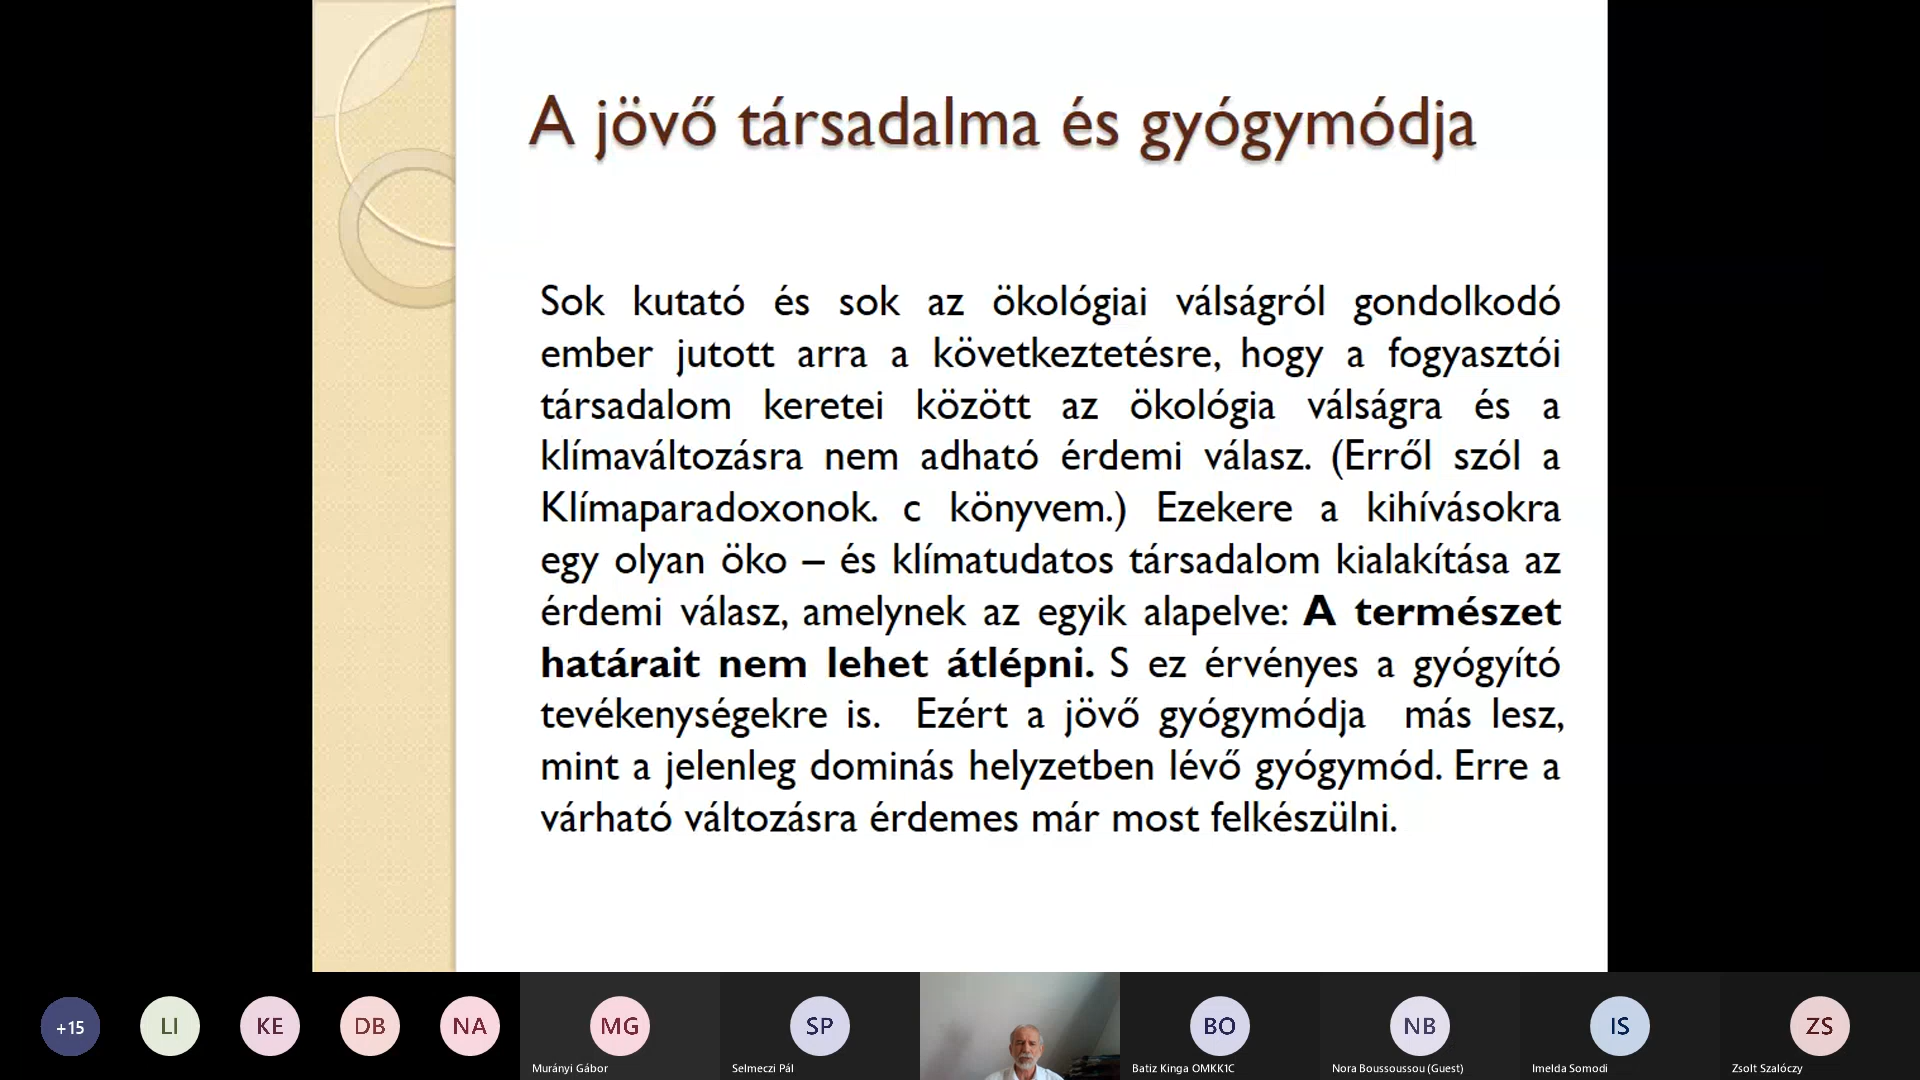 A jövő társadalma és gyógymódja
Sok kutató és sok az ökológiai válságról gondolkodó
ember jutott arra a következtetésre, hogy a fogyasztói
társadalom keretei között az ökológia válságra és a
klímaváltozásra nem adható érdemi válasz. (Erről szól a
Klímaparadoxonok. c könyvem.) Ezekere a kihívásokra
egy olyan öko – és klímatudatos társadalom kialakítása az
érdemi válasz, amelynek az egyik alapelve: A természet
határait nem lehet átlépni. S ez érvényes a gyógyító
tevékenységekre is. Ezért a jövő gyógymódja más lesz,
mint a jelenleg dominás helyzetben lévő gyógymód. Erre a
várható változásra érdemes már most felkészülni.
+15 LI KE DB NA MG SP BO NB IS ZS
Murányi Gábor Selmeczi Pál Batiz Kinga OMKK1C Nora Boussoussou (Guest) Imelda Somodi Zsolt Szalóczy